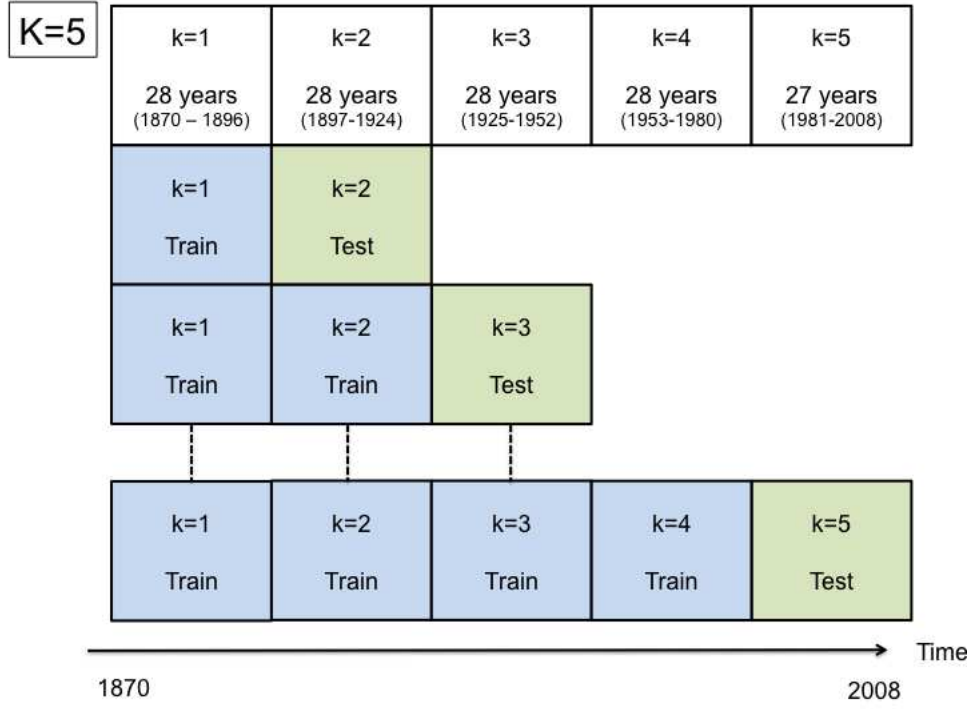 K=5
k=1 k=2 k=3 k=4 k=5
28 years 28 years 28 years 28 years 27 years
(1870 – 1896) (1897-1924) (1925-1952) (1953-1980) (1981-2008)
k=1 k=2
Train Test
k=1 k=2 k=3
Train Train Test
k=1 k=2 k=3 k=4 k=5
Train Train Train Train Test
Time
1870 2008